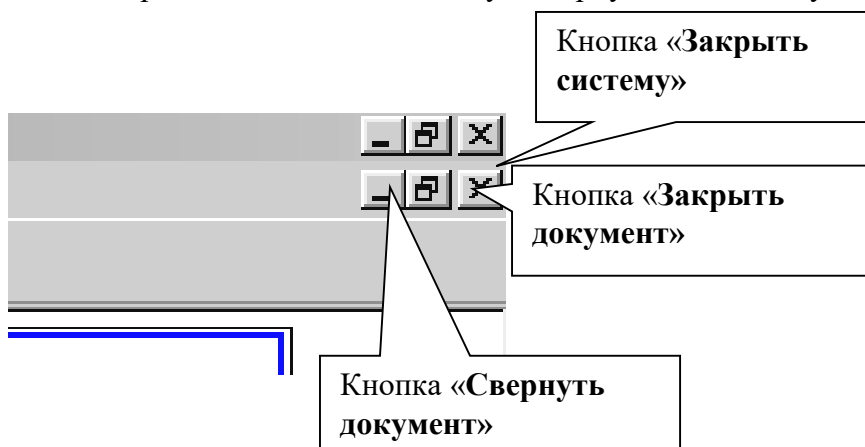 Кнопка «Закрыть
систему»
Кнопка «Закрыть
документ»
Кнопка «Свернуть
документ»